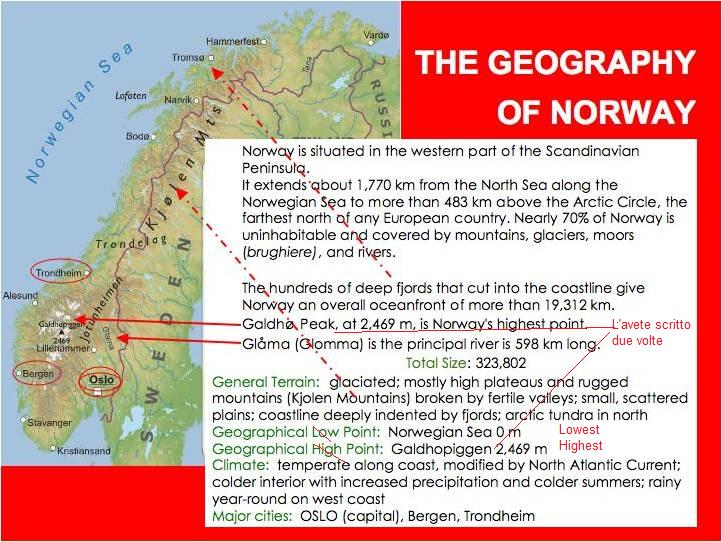 THE GEOGRAPHY
OF NORWAY
Norwegian Sea
Hammerfest
Vardø
Tromsø
Tana
Lofoten
Narvik
RUSS
Bodø
Kjølen Mts
Trondelag
Trondheim
SWEDEN
Alesund
Jotunheimen
Galdhøpiggen
2469
Glama
Lillehammer
Bergen
Oslo
Stavanger
Kristiansand
Norway is situated in the western part of the Scandinavian
Peninsula.
It extends about 1,770 km from the North Sea along the
Norwegian Sea to more than 483 km above the Arctic Circle, the
farthest north of any European country. Nearly 70% of Norway is
uninhabitable and covered by mountains, glaciers, moors
(brughiere), and rivers.
The hundreds of deep fjords that cut into the coastline give
Norway an overall oceanfront of more than 19,312 km.
Galdhø Peak, at 2,469 m, is Norway's highest point.
L'avete scritto
due volte
Glåma (Glomma) is the principal river is 598 km long.
Total Size: 323,802
General Terrain: glaciated; mostly high plateaus and rugged
mountains (Kjolen Mountains) broken by fertile valleys; small, scattered
plains; coastline deeply indented by fjords; arctic tundra in north
Geographical Low Point: Norwegian Sea 0 m
Lowest
Geographical High Point: Galdhopiggen 2,469 m
Highest
Climate: temperate along coast, modified by North Atlantic Current;
colder interior with increased precipitation and colder summers; rainy
year-round on west coast
Major cities: OSLO (capital), Bergen, Trondheim